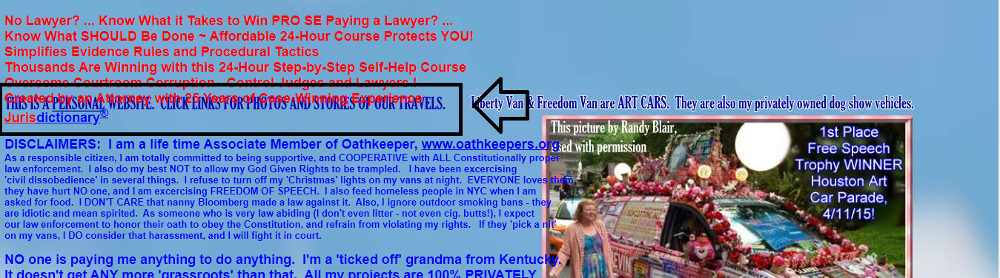 No Lawyer? ... Know What it Takes to Win PRO SE Paying a Lawyer? ...
Know What SHOULD Be Done ~ Affordable 24-Hour Course Protects YOU!
Simplifies Evidence Rules and Procedural Tactics
Thousands Are Winning with this 24-Hour Step-by-Step Self-Help Course
Overcome Courtroom Corruption - Control Judges and Lawyers !
Created by an Attorney with 25 Years of Case-Winning Experience
THIS IS A PERSONAL WEBSITE. CLICK LINKS FOR PHOTOS AND STORIES OF OUR TRAVELS.
Liberty Van & Freedom Van are ART CARS. They are also my privately owned dog show vehicles.
Jurisdictionary®
DISCLAIMERS: I am a life time Associate Member of Oathkeeper, www.oathkeepers.org
As a responsible citizen, I am totally committed to being supportive, and COOPERATIVE with ALL Constitutionally proper
law enforcement. I also do my best NOT to allow my God Given Rights to be trampled. I have been excercising
'civil dissobedience' in several things. I refuse to turn off my 'Christmas' lights on my vans at night. EVERYONE loves them,
they have hurt NO one, and I am excercising FREEDOM OF SPEECH. I also feed homeless people in NYC when I am
asked for food. I DON'T CARE that nanny Bloomberg made a law against it. Also, I ignore outdoor smoking bans - they
are idiotic and mean spirited. As someone who is very law abiding (I don't even litter - not even cig. butts!), I expect
our law enforcement to honor their oath to obey the Constitution, and refrain from violating my rights. If they 'pick a nit'
on my vans, I DO consider that harassment, and I will fight it in court.
NO one is paying me anything to do anything. I'm a 'ticked off' grandma from Kentucky.
It doesn't get ANY more 'grassroots' than that. All my projects are 100% PRIVATELY
This picture by Randy Blair,
used with permission
1st Place
Free Speech
Trophy WINNER
Houston Art
Car Parade,
4/11/15!